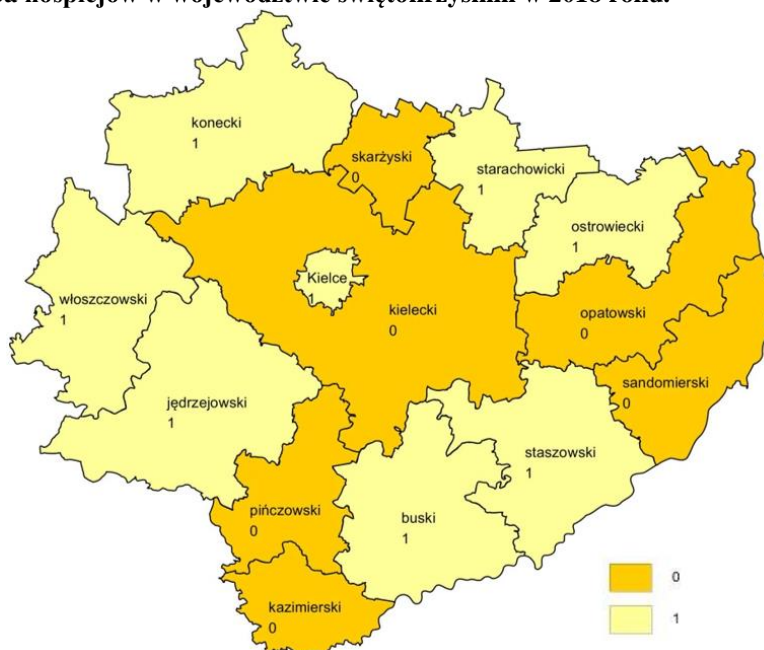 hospicjów w województwie świętokrzyskim w 2018 roku.
konecki
1
skarżyski
0
starachowicki
1
ostrowiecki
1
Kielce
1
włoszczowski
1
kielecki
0
opatowski
0
sandomierski
0
jędrzejowski
1
staszowski
1
pińczowski
0
buski
1
kazimierski
0
0
1